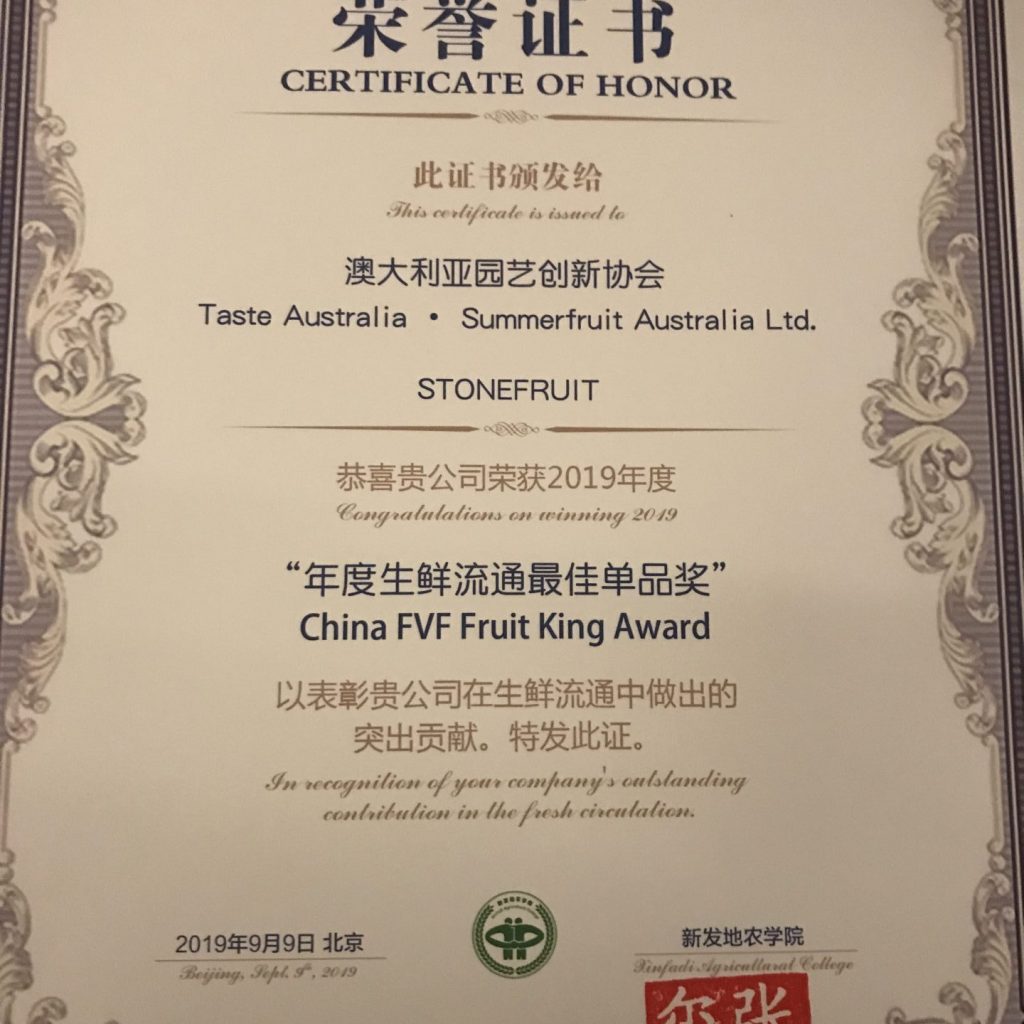 荣誉证书
CERTIFICATE OF HONOR
此证书颁发给
This certificate is issued to
澳大利亚园艺创新协会
Taste Australia • Summerfruit Australia Ltd.
STONEFRUIT
恭喜贵公司荣获2019年度
Congratulations on winning 2019
“年度生鲜流通最佳单品奖”
China FVF Fruit King Award
以表彰贵公司在生鲜流通中做出的
突出贡献。特发此证。
In recognition of your company's outstanding
contribution in the fresh circulation.
2019年9月9日 北京
Beijing, Sept. 9th, 2019
新发地农学院
Xinfadi Agricultural College